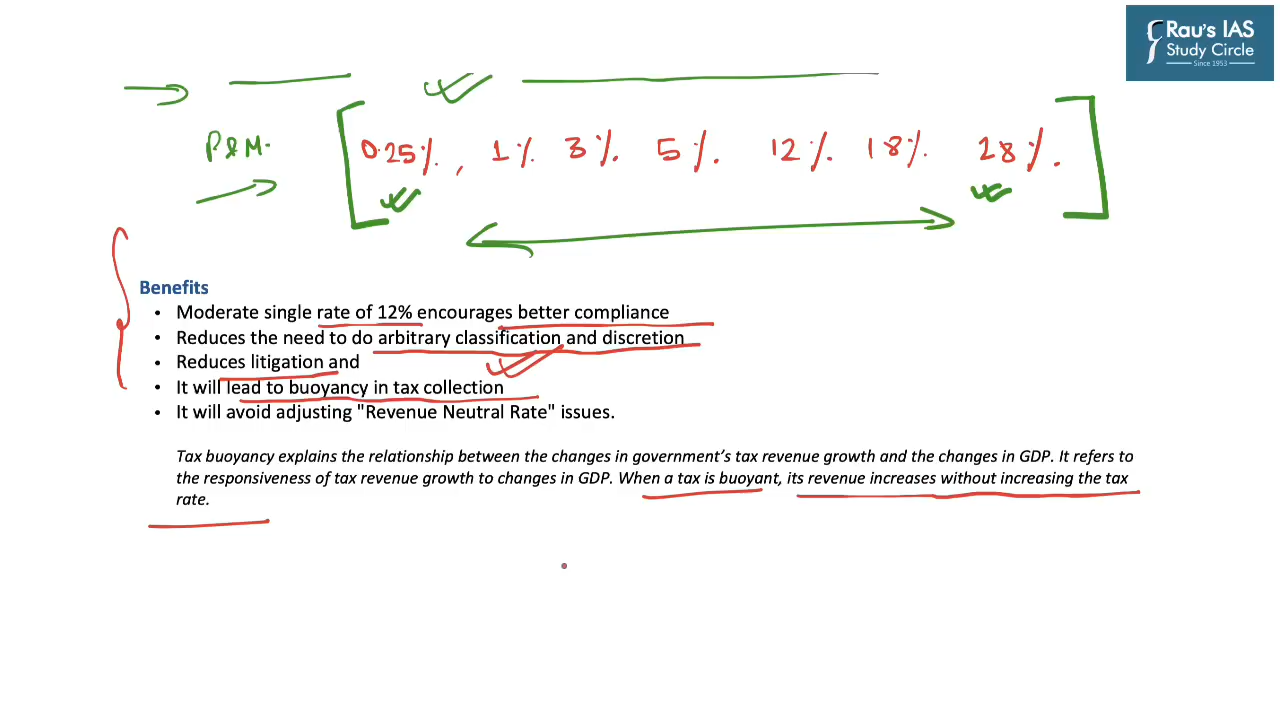 Rau's IAS
Study Circle
Since 1953
P&M.
0.25%, 1% 3%. 5%. 12%. 18%. 28%.
Benefits
• Moderate single rate of 12% encourages better compliance
• Reduces the need to do arbitrary classification and discretion
• Reduces litigation and
• It will lead to buoyancy in tax collection
• It will avoid adjusting "Revenue Neutral Rate" issues.
Tax buoyancy explains the relationship between the changes in government's tax revenue growth and the changes in GDP. It refers to
the responsiveness of tax revenue growth to changes in GDP. When a tax is buoyant, its revenue increases without increasing the tax
rate.